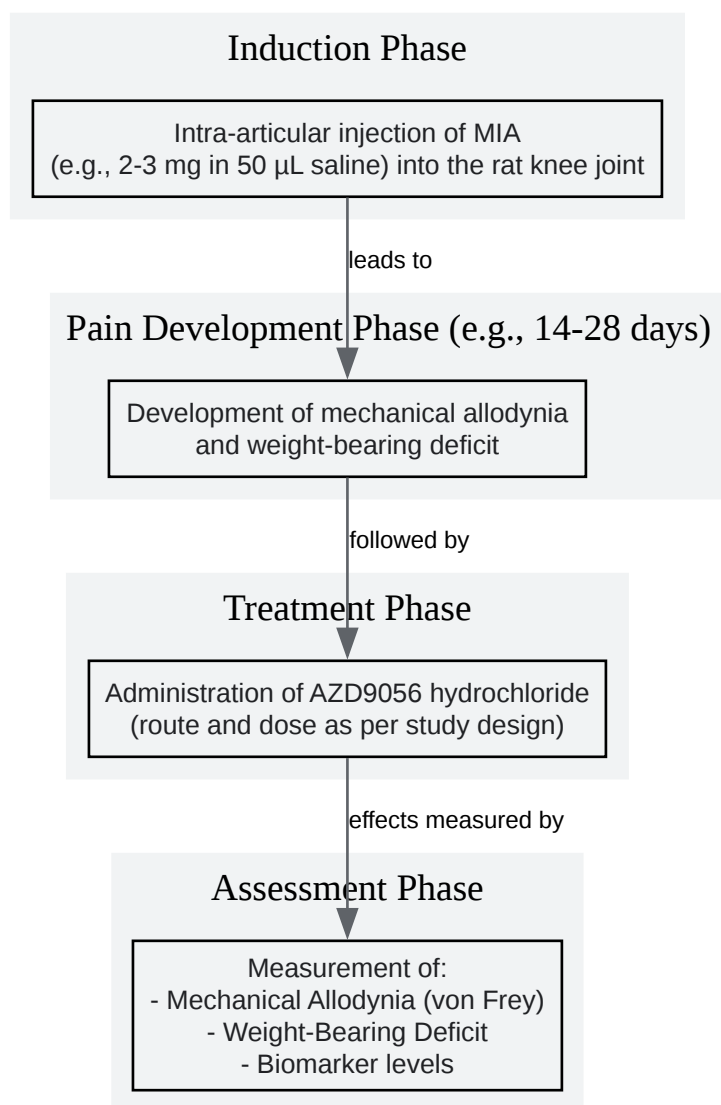 Induction Phase
Intra-articular injection of MIA
(e.g., 2-3 mg in 50 µL saline) into the rat knee joint
leads to
Pain Development Phase (e.g., 14-28 days)
Development of mechanical allodynia
and weight-bearing deficit
followed by
Treatment Phase
Administration of AZD9056 hydrochloride
(route and dose as per study design)
effects measured by
Assessment Phase
Measurement of:
- Mechanical Allodynia (von Frey)
- Weight-Bearing Deficit
- Biomarker levels